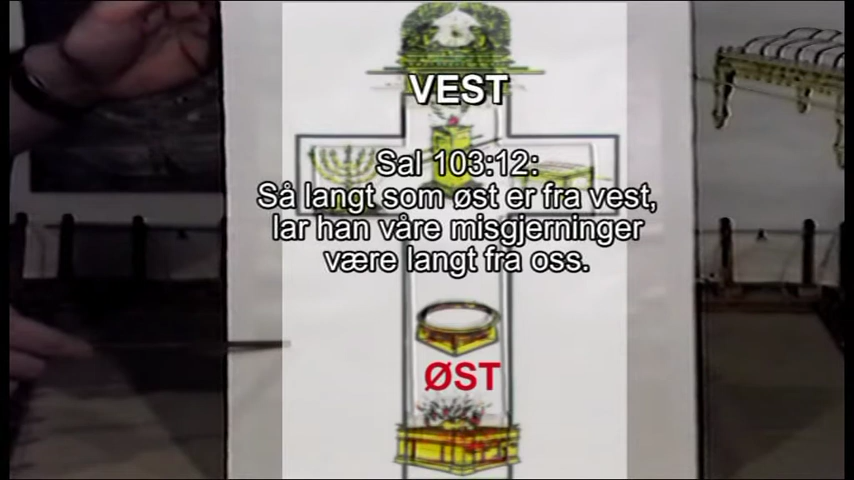 VEST
Sal 103:12:
Så langt som øst er fra vest,
lar han våre misgjerninger
være langt fra oss.
ØST